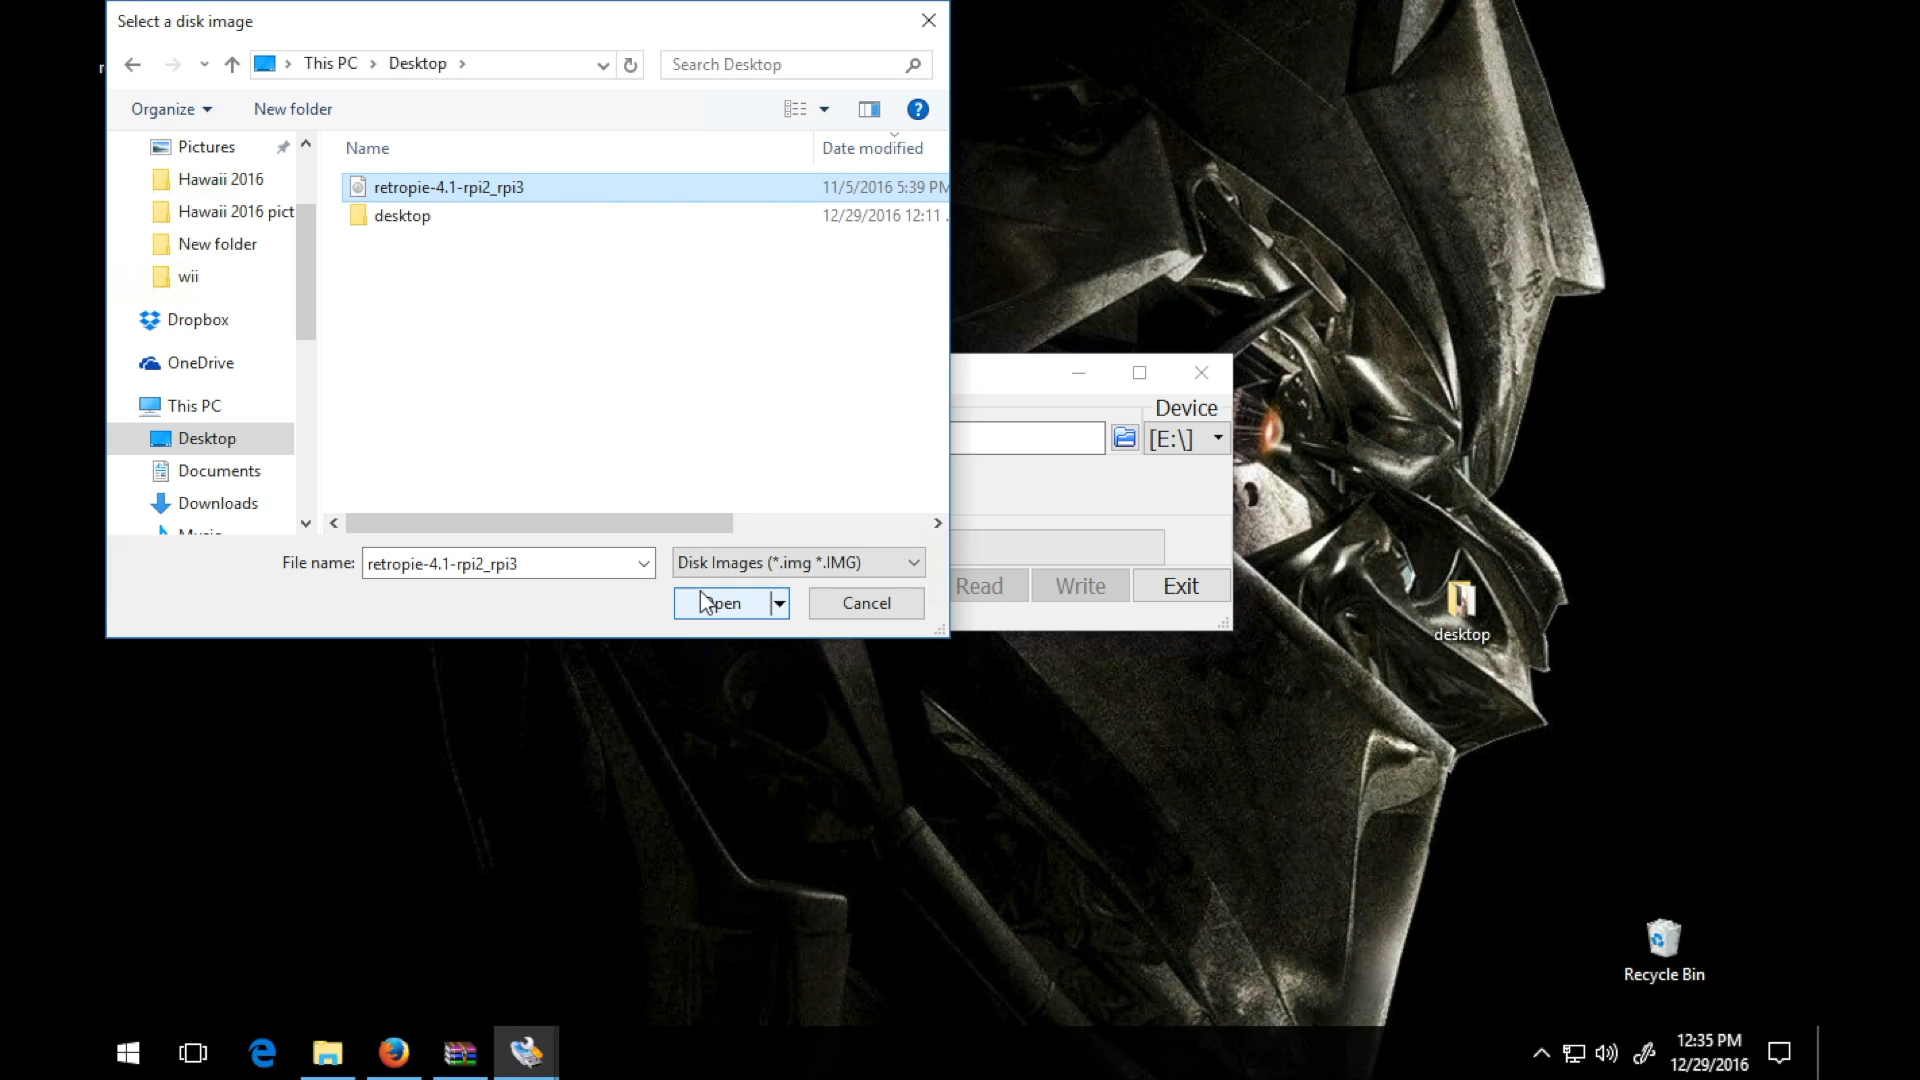 Select a disk image
This PC
Desktop
Search Desktop
Organize
New folder
Pictures
Hawaii 2016
Hawaii 2016 pict
New folder
wii
Dropbox
OneDrive
This PC
Desktop
Documents
Downloads
Name
Date modified
retropie-4.1-rpi2_rpi3
11/5/2016 5:39 PM
desktop
12/29/2016 12:11
File name:
retropie-4.1-rpi2_rpi3
Disk Images (*.img *.IMG)
Open
Cancel
Device
[E:\]
Read
Write
Exit
desktop
Recycle Bin
12:35 PM
12/29/2016